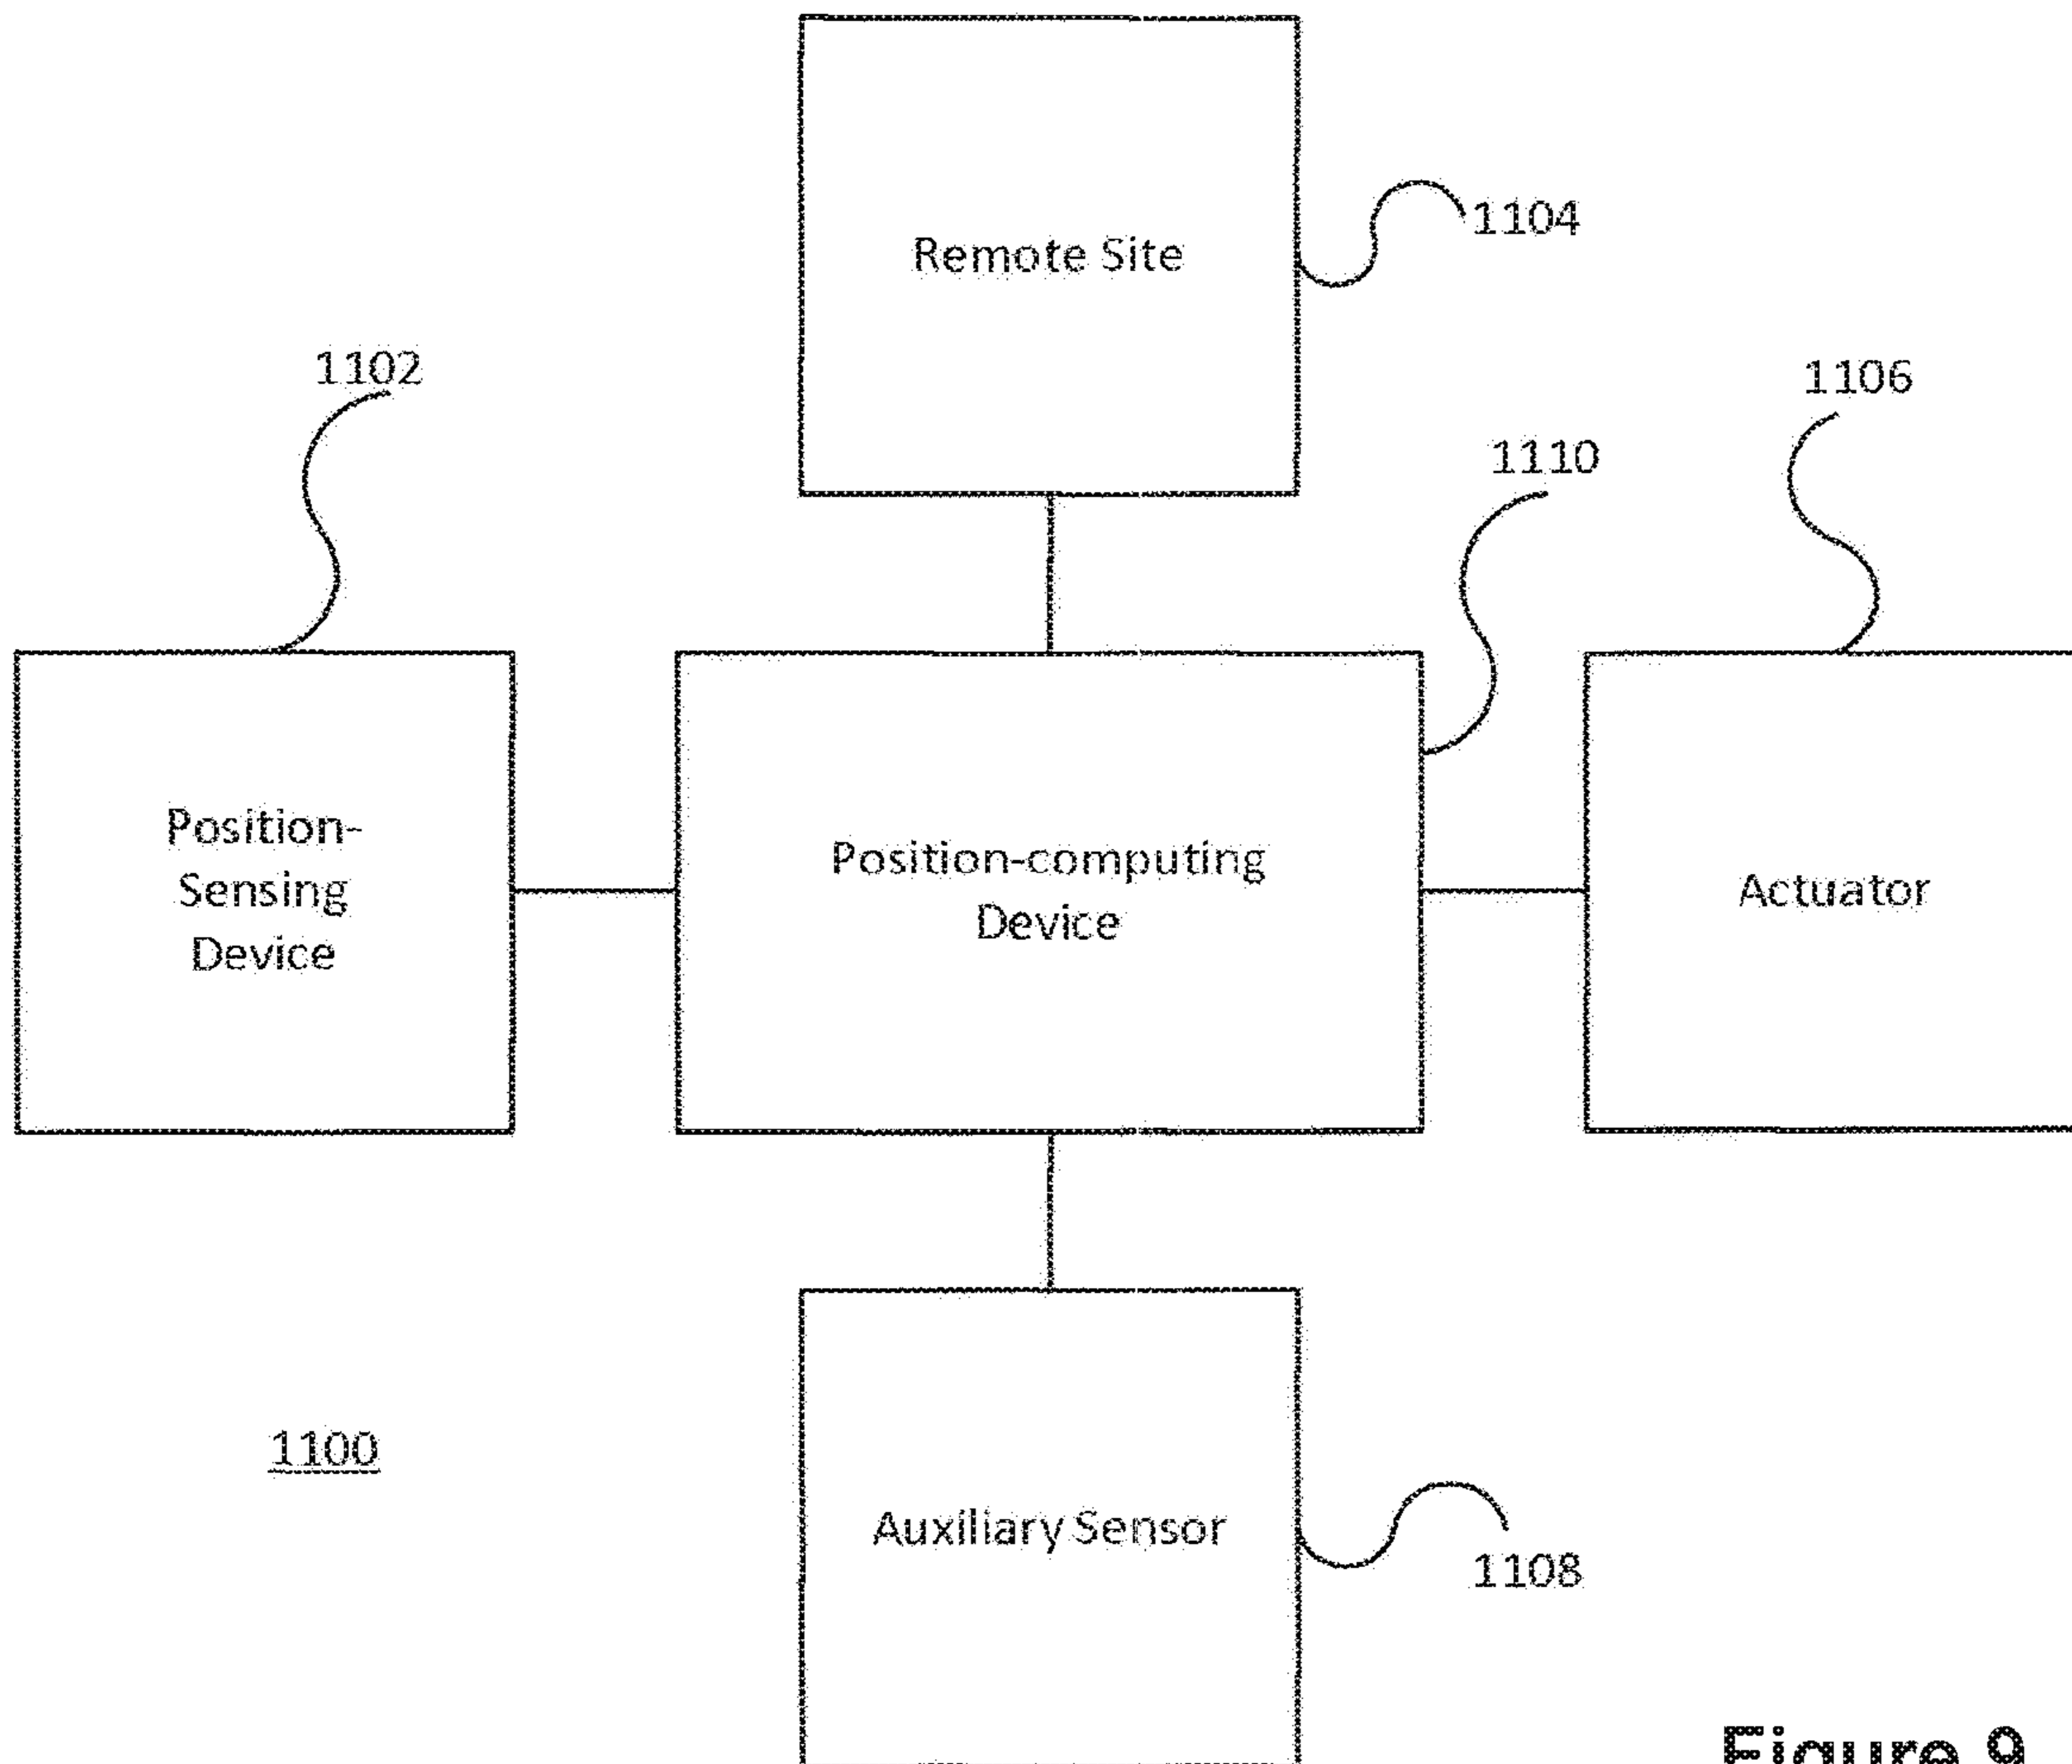 Remote Site
1104
1102
1106
1110
Position-
Sensing
Device
Position-computing
Device
Actuator
1100
Auxiliary Sensor
1108
Figure 9